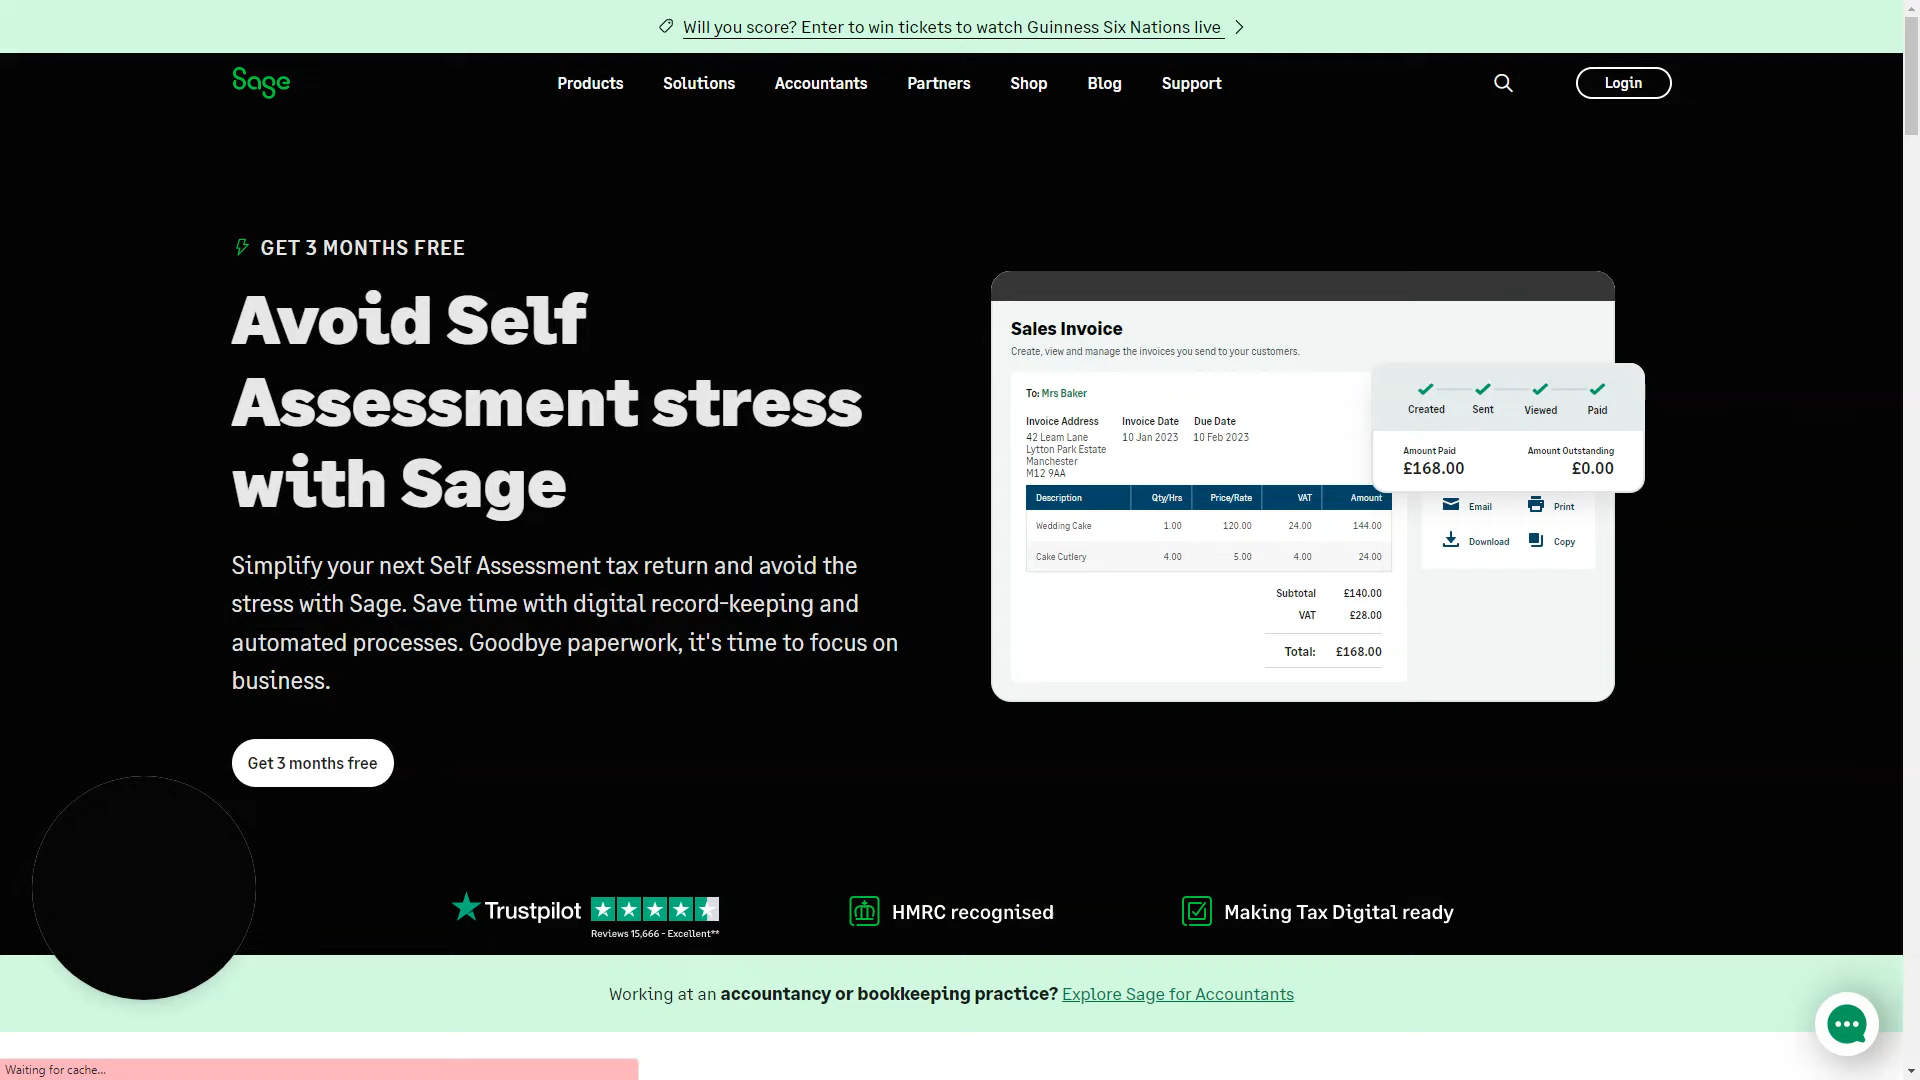 Will you score? Enter to win tickets to watch Guinness Six Nations live
Sage
Products Solutions Accountants Partners Shop Blog Support Login
GET 3 MONTHS FREE
Avoid Self
Assessment stress
with Sage
Simplify your next Self Assessment tax return and avoid the
stress with Sage. Save time with digital record-keeping and
automated processes. Goodbye paperwork, it's time to focus on
business.
Get 3 months free
Sales Invoice
Create, view and manage the invoices you send to your customers.
To: Mrs Baker
Invoice Address Invoice Date Due Date
42 Leam Lane 10 Jan 2023 10 Feb 2023
Lytton Park Estate
Manchester
M12 9AA
Description Qty/Hrs Price/Rate VAT Amount
Wedding Cake 1.00 120.00 24.00 144.00
Cake Cutlery 4.00 5.00 4.00 24.00
Subtotal £140.00
VAT £28.00
Total: £168.00
Created Sent Viewed Paid
Amount Paid Amount Outstanding
£168.00 £0.00
Email Print
Download Copy
Trustpilot
Reviews 15,666 - Excellent**
HMRC recognised
Making Tax Digital ready
Working at an accountancy or bookkeeping practice? Explore Sage for Accountants
Waiting for cache...